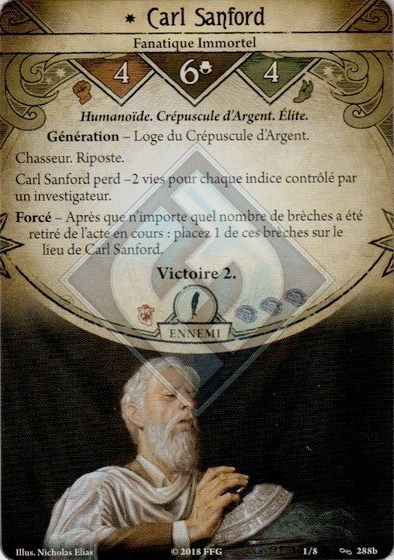 Carl Sanford
Fanatique Immortel
4 6 4
Humanoïde. Crépuscule d'Argent. Élite.
Génération – Loge du Crépuscule d'Argent.
Chasseur. Riposte.
Carl Sanford perd –2 vies pour chaque indice contrôlé par
un investigateur.
Forcé – Après que n'importe quel nombre de brèches a été
retiré de l'acte en cours : placez 1 de ces brèches sur le
lieu de Carl Sanford.
Victoire 2.
ENNEMI
Illus. Nicholas Elias © 2018 FFG 1/8 288b